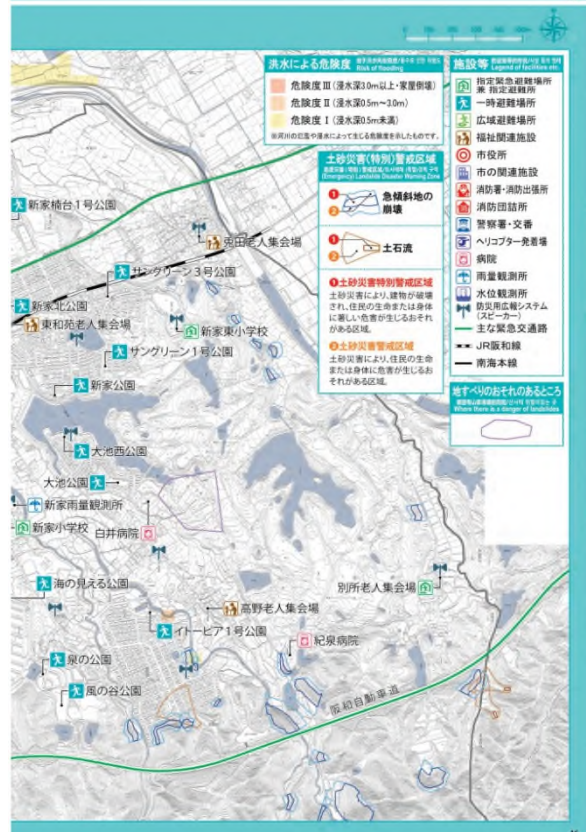 洪水による危険度
Risk of flooding
危険度Ⅲ（浸水深3.0m以上・家屋倒壊）
危険度Ⅱ（浸水深0.5m～3.0m）
危険度Ⅰ（浸水深0.5m未満）
※河川の氾濫や浸水によって生じる危険度を示したものです。
土砂災害（特別）警戒区域
(Emergency) Landslide Disaster Warning Zone
❶
❷
急傾斜地の
崩壊
❶
❷
土石流
❶土砂災害特別警戒区域
土砂災害により、建物が破壊
され、住民の生命または身体
に著しい危害が生じるおそれ
がある区域。
❷土砂災害警戒区域
土砂災害により、住民の生命
または身体に危害が生じるお
それがある区域。
施設等
Legend of facilities etc.
指定緊急避難場所
兼 指定避難所
一時避難場所
広域避難場所
福祉関連施設
市役所
市の関連施設
消防署・消防出張所
消防団詰所
警察署・交番
ヘリコプター発着場
病院
雨量観測所
水位観測所
防災用広報システム
（スピーカー）
主な緊急交通路
JR阪和線
南海本線
地すべりのおそれのあるところ
Where there is a danger of landslides
新家楠台1号公園
兎田老人集会場
サングリーン3号公園
新家北公園
東和苑老人集会場
新家東小学校
サングリーン1号公園
新家公園
大池西公園
大池公園
新家雨量観測所
新家小学校
白井病院
海の見える公園
別所老人集会場
高野老人集会場
イトーピア1号公園
紀泉病院
泉の公園
風の谷公園
阪和自動車道